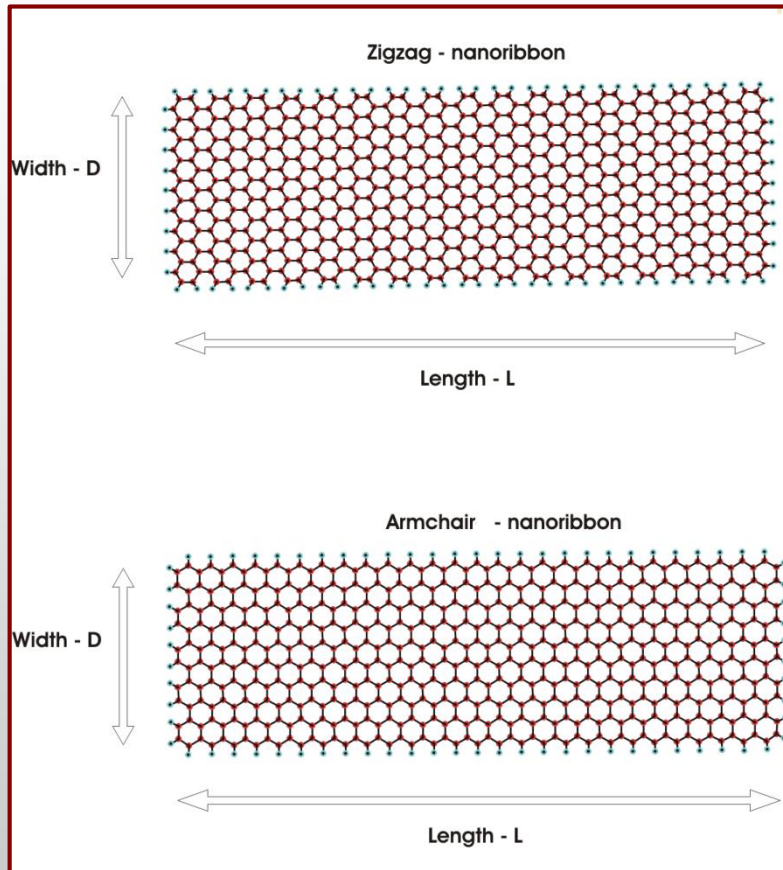 Zigzag - nanoribbon
Width - D
Length - L
Armchair - nanoribbon
Width - D
Length - L